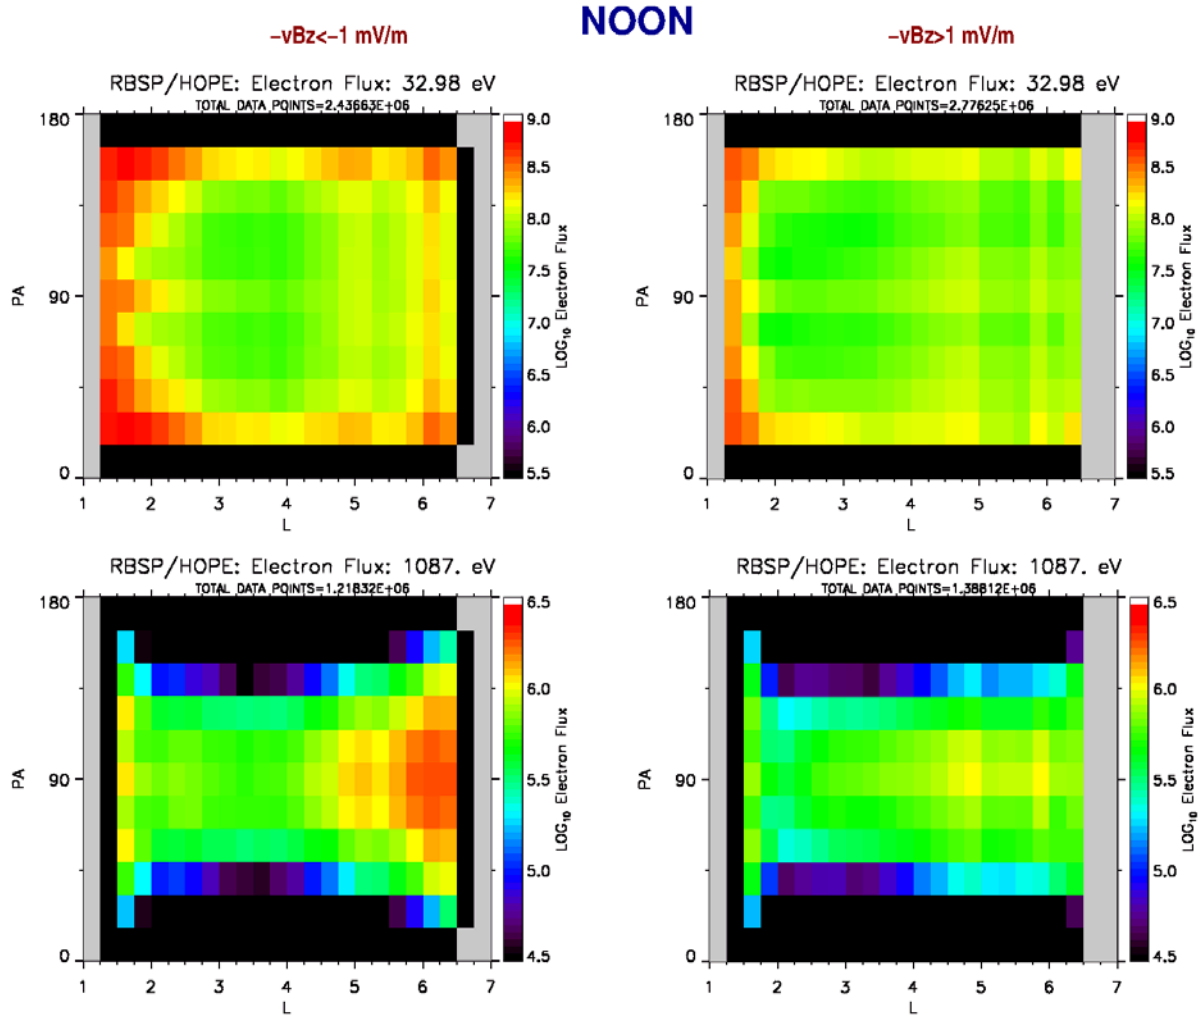 NOON
-vBz<-1 mV/m
-vBz>1 mV/m
RBSP/HOPE: Electron Flux: 32.98 eV
TOTAL DATA POINTS=2.43663E+06
180
90
0
PA
1 2 3 4 5 6 7
L
9.0
8.5
8.0
7.5
7.0
6.5
6.0
5.5
LOG10 Electron Flux
RBSP/HOPE: Electron Flux: 32.98 eV
TOTAL DATA POINTS=2.77625E+06
180
90
0
PA
1 2 3 4 5 6 7
L
9.0
8.5
8.0
7.5
7.0
6.5
6.0
5.5
LOG10 Electron Flux
RBSP/HOPE: Electron Flux: 1087. eV
TOTAL DATA POINTS=1.21832E+06
180
90
0
PA
1 2 3 4 5 6 7
L
6.5
6.0
5.5
5.0
4.5
LOG10 Electron Flux
RBSP/HOPE: Electron Flux: 1087. eV
TOTAL DATA POINTS=1.38812E+06
180
90
0
PA
1 2 3 4 5 6 7
L
6.5
6.0
5.5
5.0
4.5
LOG10 Electron Flux